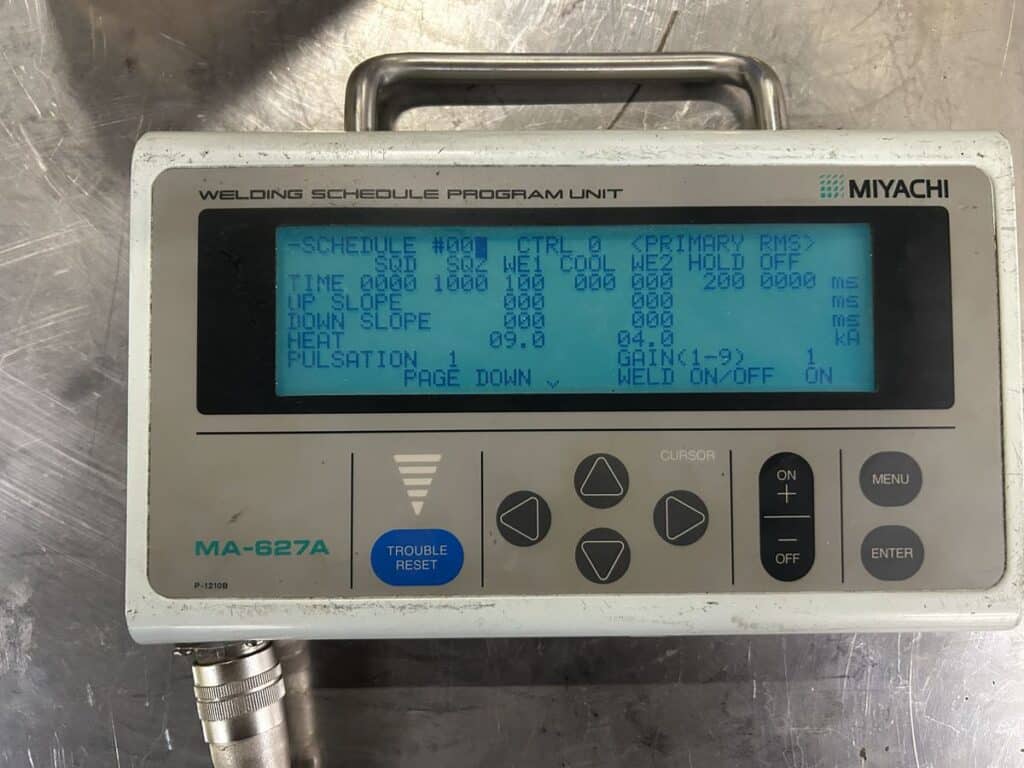 WELDING SCHEDULE PROGRAM UNIT
MIYACHI
-SCHEDULE #00 CTRL 0 <PRIMARY RMS>
SQD SQZ WE1 COOL WE2 HOLD OFF
TIME 0000 1000 100 000 000 200 0000 ms
UP SLOPE 000 000 ms
DOWN SLOPE 000 000 ms
HEAT 09.0 04.0 kA
PULSATION 1 GAIN(1-9) 1
PAGE DOWN WELD ON/OFF ON
CURSOR
ON
+
−
OFF
MENU
ENTER
TROUBLE
RESET
MA-627A
P-1210B